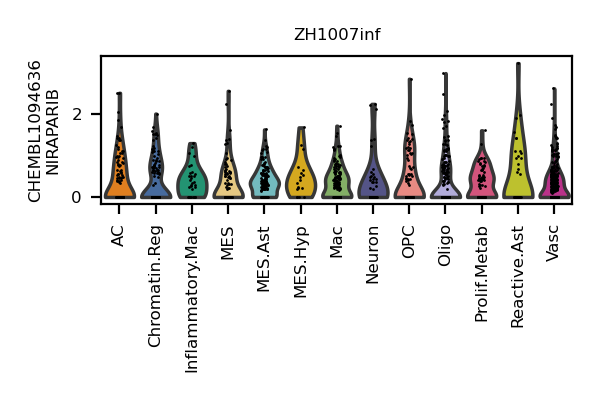 ZH1007inf
CHEMBL1094636
NIRAPARIB
2
0
AC
Chromatin.Reg
Inflammatory.Mac
MES
MES.Ast
MES.Hyp
Mac
Neuron
OPC
Oligo
Prolif.Metab
Reactive.Ast
Vasc